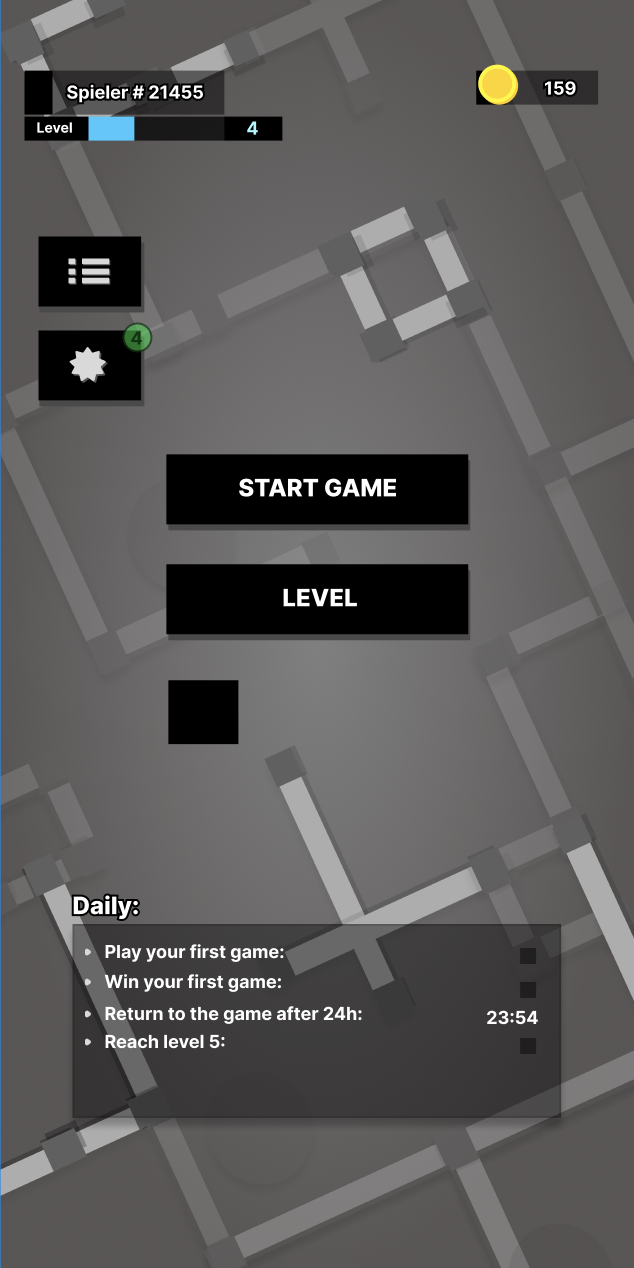 Spieler # 21455
159
Level
4
4
START GAME
LEVEL
Daily:
Play your first game:
Win your first game:
Return to the game after 24h:
23:54
Reach level 5: